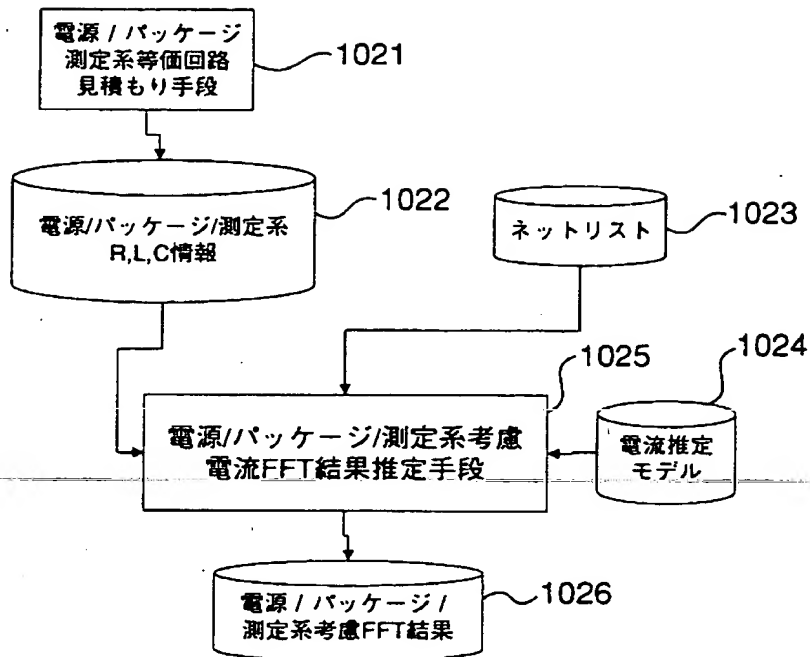 電源 / パッケージ
測定系等価回路
見積もり手段
1021
電源/パッケージ/測定系
R,L,C情報
1022
ネットリスト
1023
電源/パッケージ/測定系考慮
電流FFT結果推定手段
1025
電流推定
モデル
1024
電源 / パッケージ /
測定系考慮FFT結果
1026